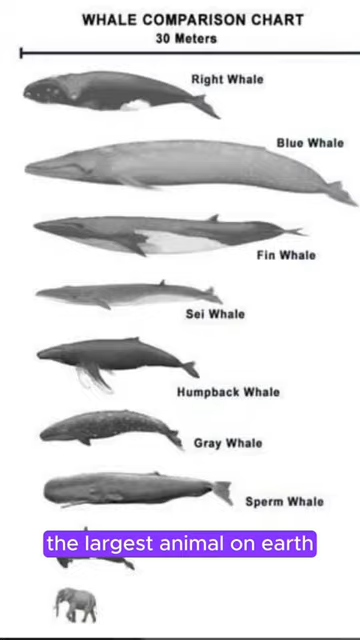 WHALE COMPARISON CHART
30 Meters
Right Whale
Blue Whale
Fin Whale
Sei Whale
Humpback Whale
Gray Whale
Sperm Whale
the largest animal on earth